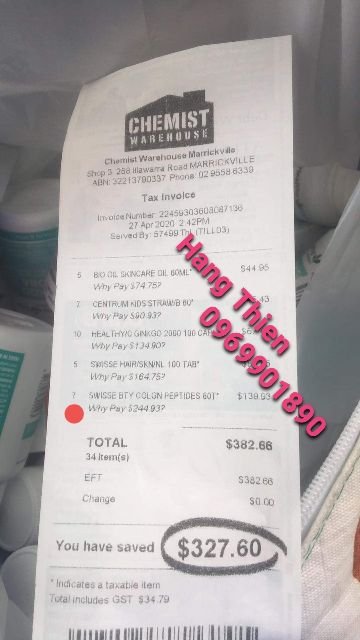 CHEMIST
WAREHOUSE
Chemist Warehouse Marrickville
Shop 3, 258 Illawarra Road MARRICKVILLE
ABN: 32213790337 Phone: 02 9558 6339
Tax Invoice
Invoice Number: 22459303608087136
27 Apr 2020 2:42PM
Served By: 57499 Thi (TILL03)
5 BIO OIL SKINCARE OIL 60ML* $44.95
Why Pay $74.75?
7 CENTRUM KIDS STRAW/B 60*
Why Pay $90.93?
10 HEALTHY/C GINKGO 2000 100 CAP
Why Pay $134.90?
5 SWISSE HAIR/SKN/NL 100 TAB*
Why Pay $164.75?
7 SWISSE BTY COLGN PEPTIDES 60T* $139.93
Why Pay $244.93?
TOTAL $382.66
34 item(s)
EFT $382.66
Change $0.00
You have saved $327.60
* Indicates a taxable item
Total includes GST $34.79
Hang Thien
0969901890